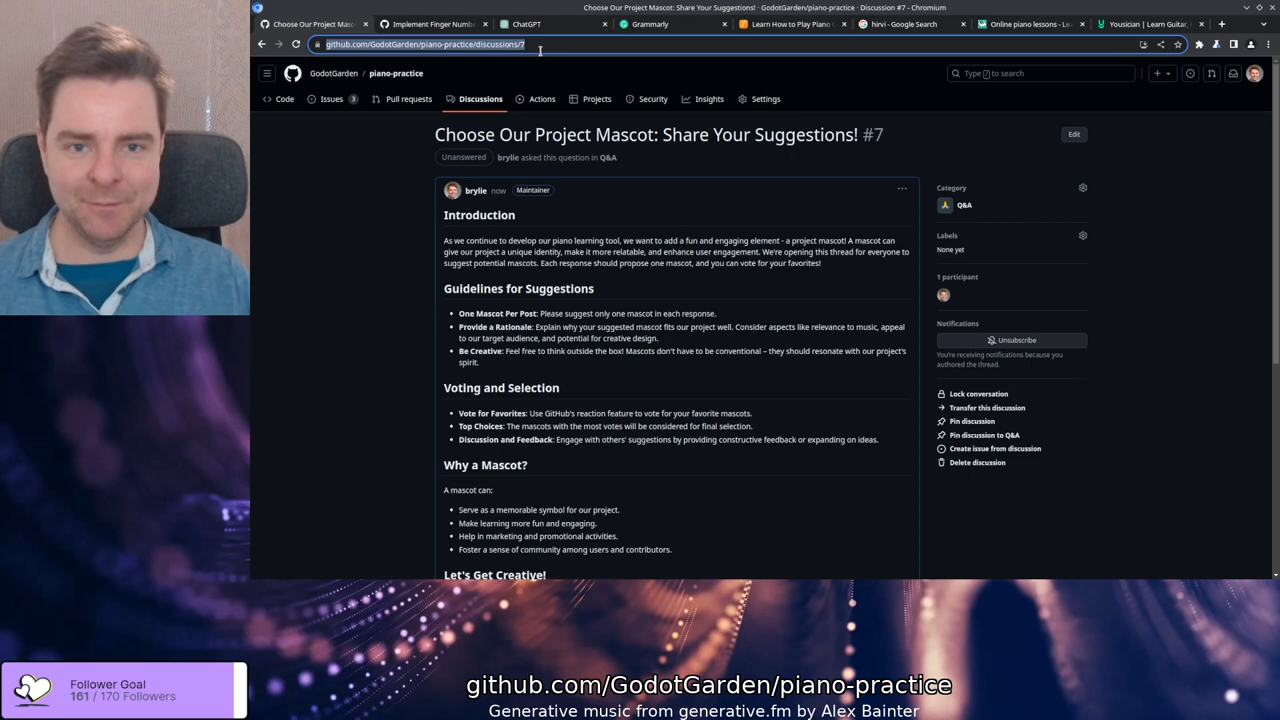 Choose Our Project Mascot: Share Your Suggestions! · GodotGarden/piano-practice · Discussion #7 - Chromium
Choose Our Project Masco
Implement Finger Numbe
ChatGPT
Grammarly
Learn How to Play Piano O
hirvi - Google Search
Online piano lessons - Lea
Yousician | Learn Guitar,
github.com/GodotGarden/piano-practice/discussions/7
GodotGarden / piano-practice
Type / to search
Code
Issues 3
Pull requests
Discussions
Actions
Projects
Security
Insights
Settings
Choose Our Project Mascot: Share Your Suggestions! #7
Edit
Unanswered
brylie asked this question in Q&A
brylie now Maintainer
Introduction
As we continue to develop our piano learning tool, we want to add a fun and engaging element - a project mascot! A mascot can
give our project a unique identity, make it more relatable, and enhance user engagement. We're opening this thread for everyone to
suggest potential mascots. Each response should propose one mascot, and you can vote for your favorites!
Guidelines for Suggestions
• One Mascot Per Post: Please suggest only one mascot in each response.
• Provide a Rationale: Explain why your suggested mascot fits our project well. Consider aspects like relevance to music, appeal
to our target audience, and potential for creative design.
• Be Creative: Feel free to think outside the box! Mascots don't have to be conventional – they should resonate with our project's
spirit.
Voting and Selection
• Vote for Favorites: Use GitHub's reaction feature to vote for your favorite mascots.
• Top Choices: The mascots with the most votes will be considered for final selection.
• Discussion and Feedback: Engage with others' suggestions by providing constructive feedback or expanding on ideas.
Why a Mascot?
A mascot can:
• Serve as a memorable symbol for our project.
• Make learning more fun and engaging.
• Help in marketing and promotional activities.
• Foster a sense of community among users and contributors.
Let's Get Creative!
Category
Q&A
Labels
None yet
1 participant
Notifications
Unsubscribe
You're receiving notifications because you
authored the thread.
Lock conversation
Transfer this discussion
Pin discussion
Pin discussion to Q&A
Create issue from discussion
Delete discussion
Follower Goal
161 / 170 Followers
github.com/GodotGarden/piano-practice
Generative music from generative.fm by Alex Bainter